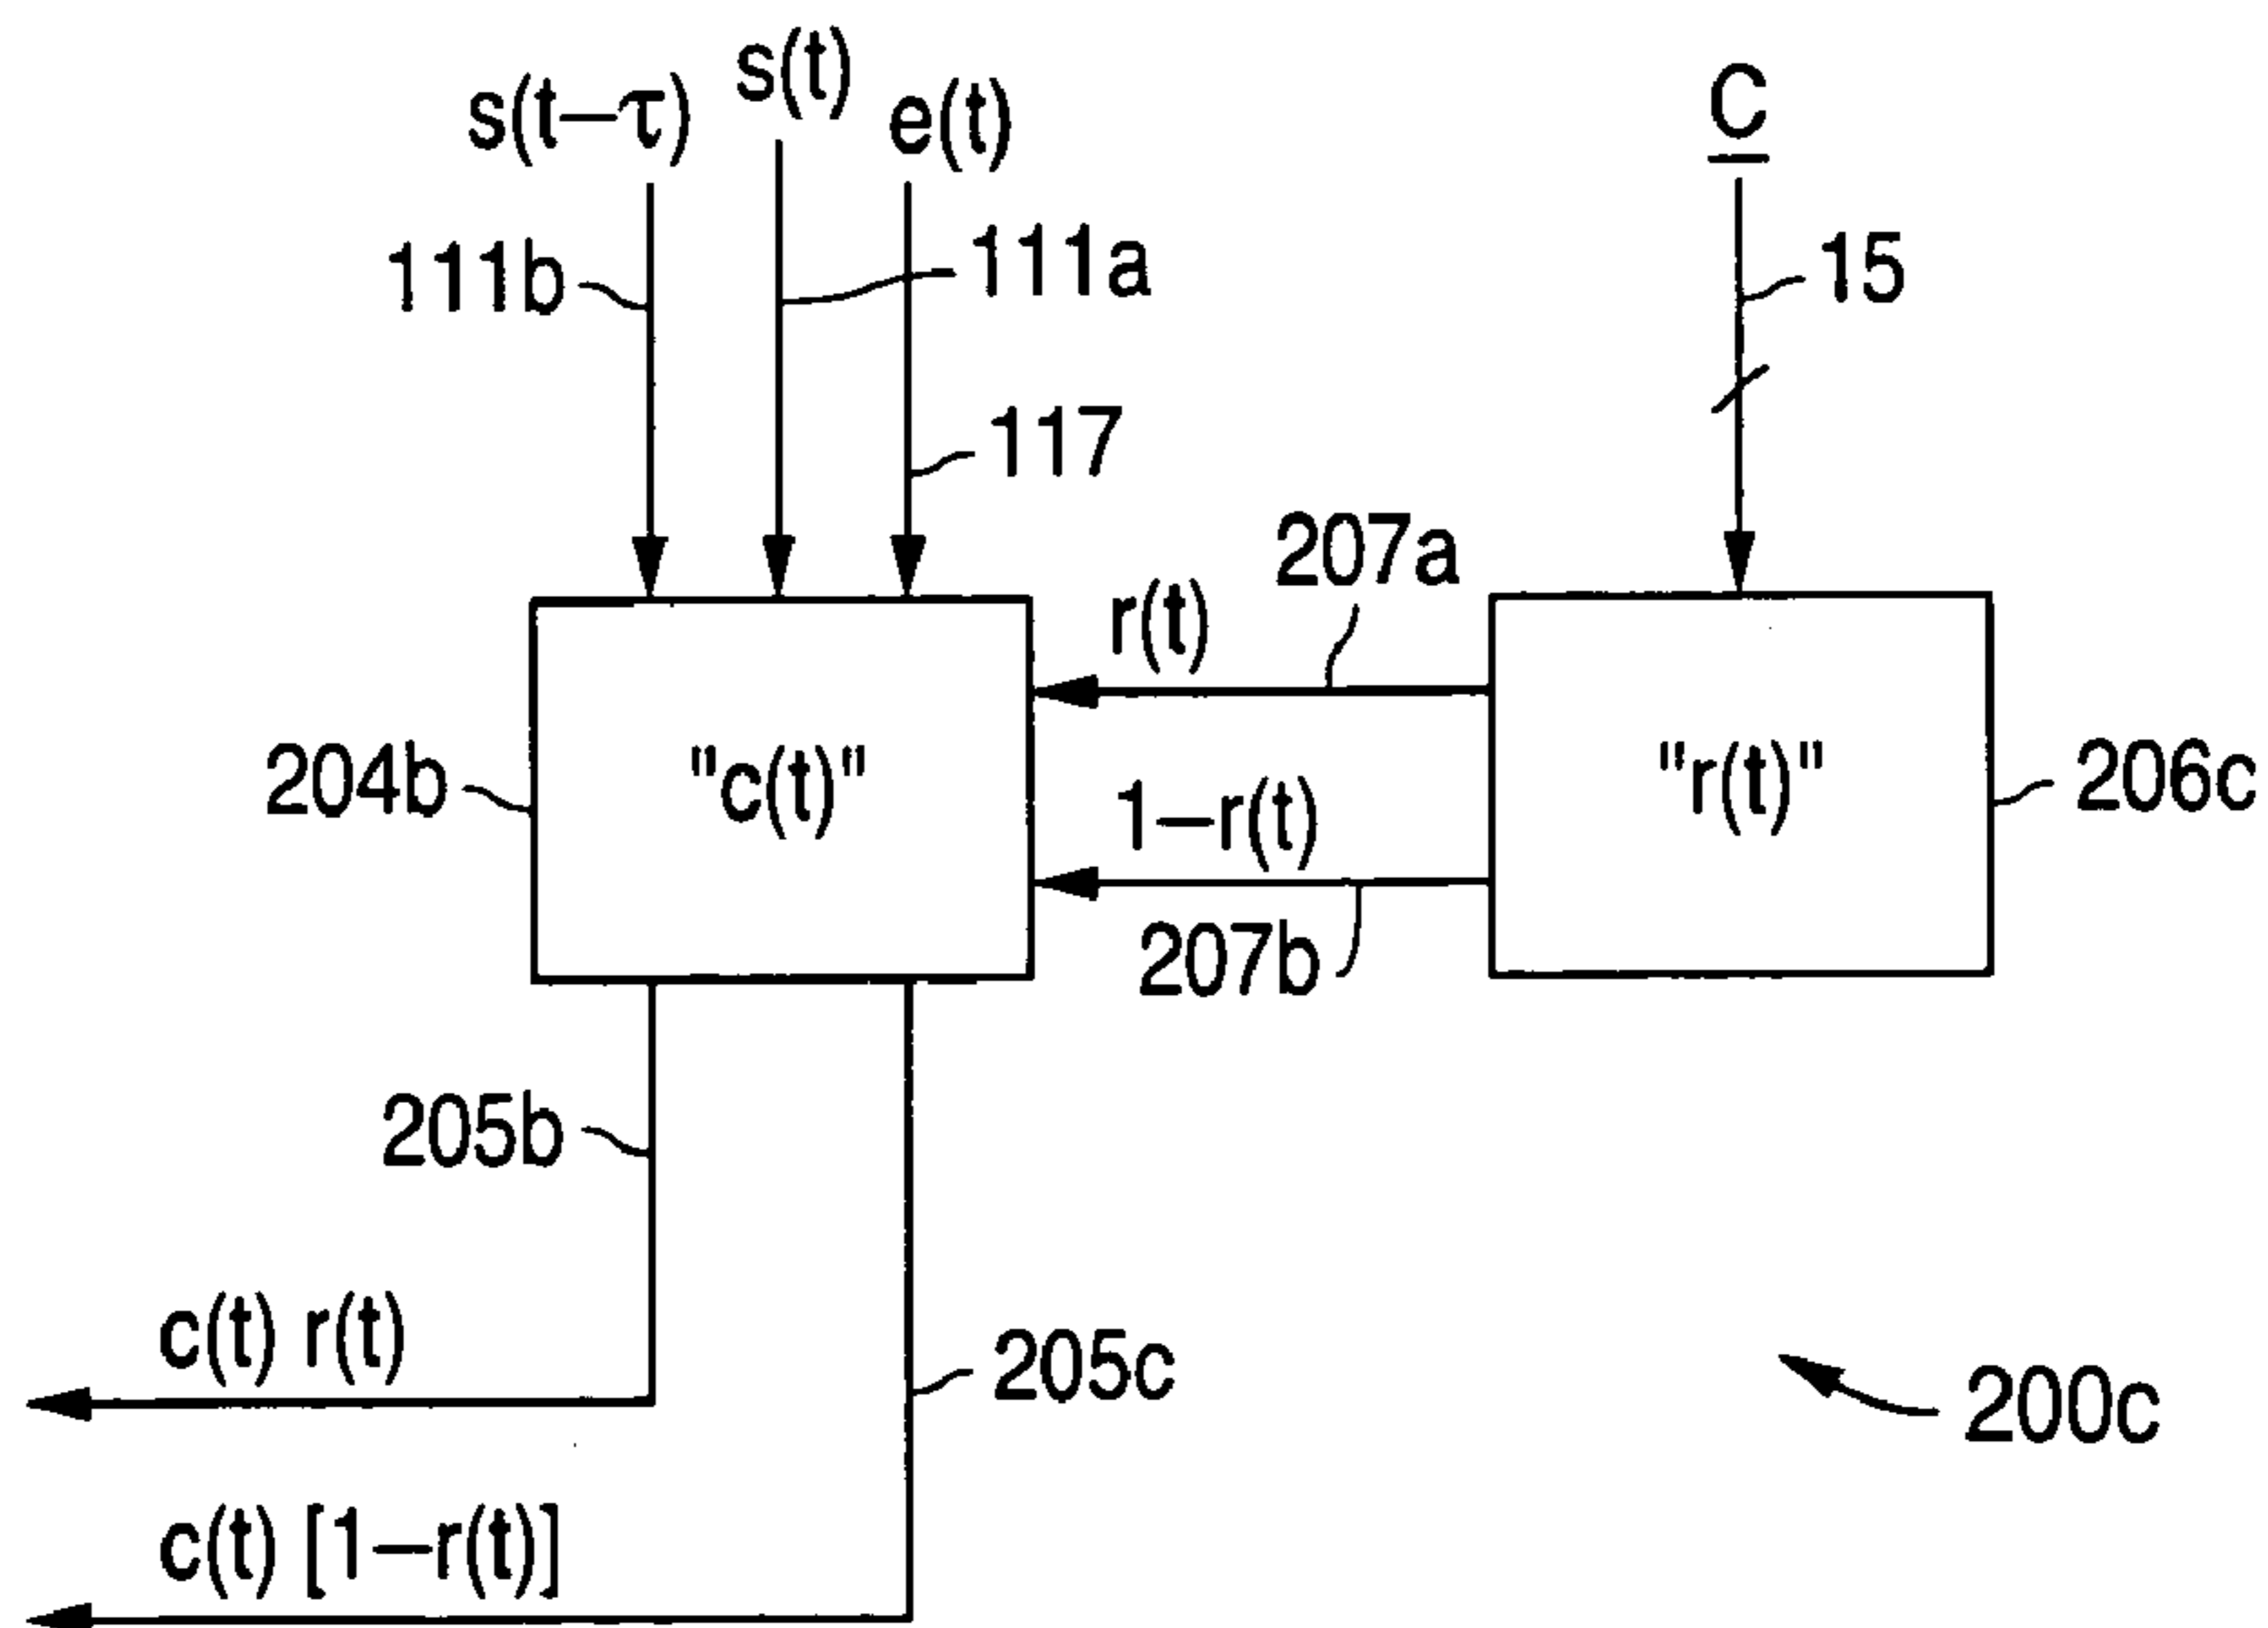 s(t–τ)
s(t)
e(t)
C
111b
111a
15
117
207a
r(t)
204b
"c(t)"
"r(t)"
206c
1–r(t)
207b
205b
c(t) r(t)
205c
200c
c(t) [1–r(t)]